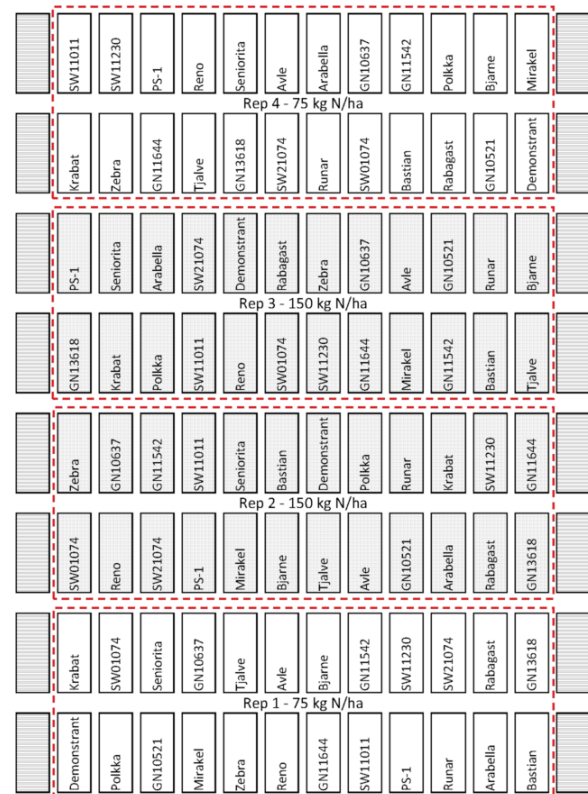 SW11011 SW11230 PS-1 Reno Seniorita Avle Arabella GN10637 GN11542 Polkka Bjarne Mirakel
Rep 4 - 75 kg N/ha
Krabat Zebra GN11644 Tjalve GN13618 SW21074 Runar SW01074 Bastian Rabagast GN10521 Demonstrant
PS-1 Seniorita Arabella SW21074 Demonstrant Rabagast Zebra GN10637 Avle GN10521 Runar Bjarne
Rep 3 - 150 kg N/ha
GN13618 Krabat Polkka SW11011 Reno SW01074 SW11230 GN11644 Mirakel GN11542 Bastian Tjalve
Zebra GN10637 GN11542 SW11011 Seniorita Bastian Demonstrant Polkka Runar Krabat SW11230 GN11644
Rep 2 - 150 kg N/ha
SW01074 Reno SW21074 PS-1 Mirakel Bjarne Tjalve Avle GN10521 Arabella Rabagast GN13618
Krabat SW01074 Seniorita GN10637 Tjalve Avle Bjarne GN11542 SW11230 SW21074 Rabagast GN13618
Rep 1 - 75 kg N/ha
Demonstrant Polkka GN10521 Mirakel Zebra Reno GN11644 SW11011 PS-1 Runar Arabella Bastian